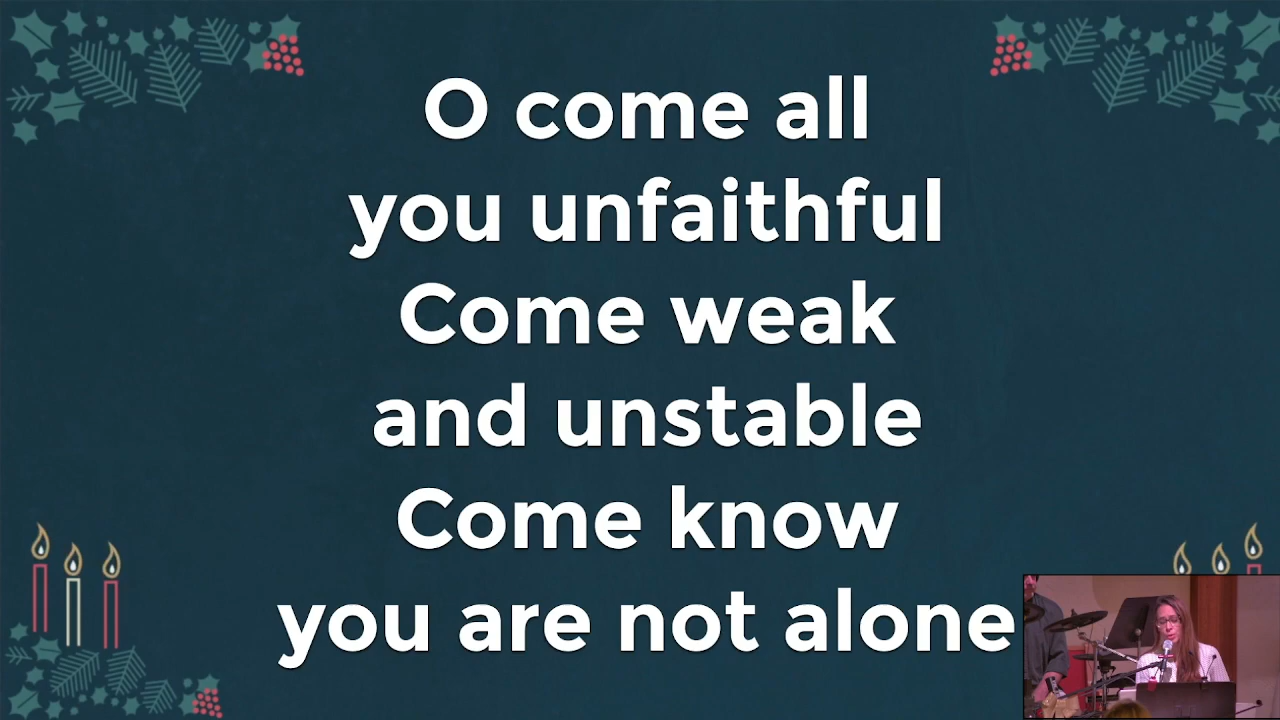 O come all
you unfaithful
Come weak
and unstable
Come know
you are not alone